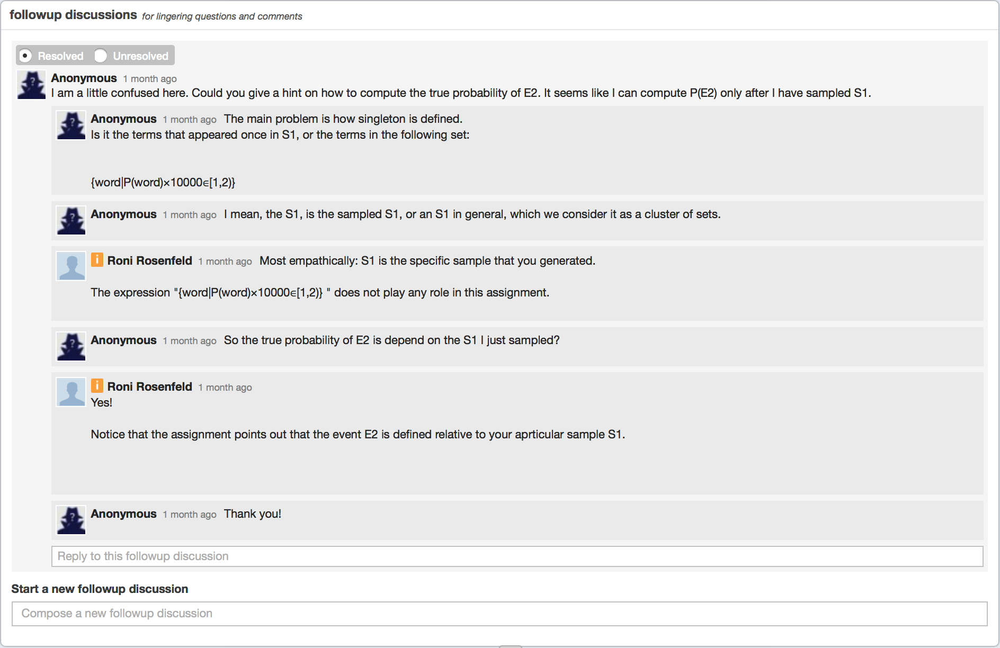 followup discussions for lingering questions and comments
Resolved Unresolved
Anonymous 1 month ago
I am a little confused here. Could you give a hint on how to compute the true probability of E2. It seems like I can compute P(E2) only after I have sampled S1.
Anonymous 1 month ago The main problem is how singleton is defined.
Is it the terms that appeared once in S1, or the terms in the following set:
{word|P(word)×10000∈[1,2)}
Anonymous 1 month ago I mean, the S1, is the sampled S1, or an S1 in general, which we consider it as a cluster of sets.
i Roni Rosenfeld 1 month ago Most empathically: S1 is the specific sample that you generated.
The expression "{word|P(word)×10000∈[1,2)} " does not play any role in this assignment.
Anonymous 1 month ago So the true probability of E2 is depend on the S1 I just sampled?
i Roni Rosenfeld 1 month ago
Yes!
Notice that the assignment points out that the event E2 is defined relative to your aprticular sample S1.
Anonymous 1 month ago Thank you!
Reply to this followup discussion
Start a new followup discussion
Compose a new followup discussion